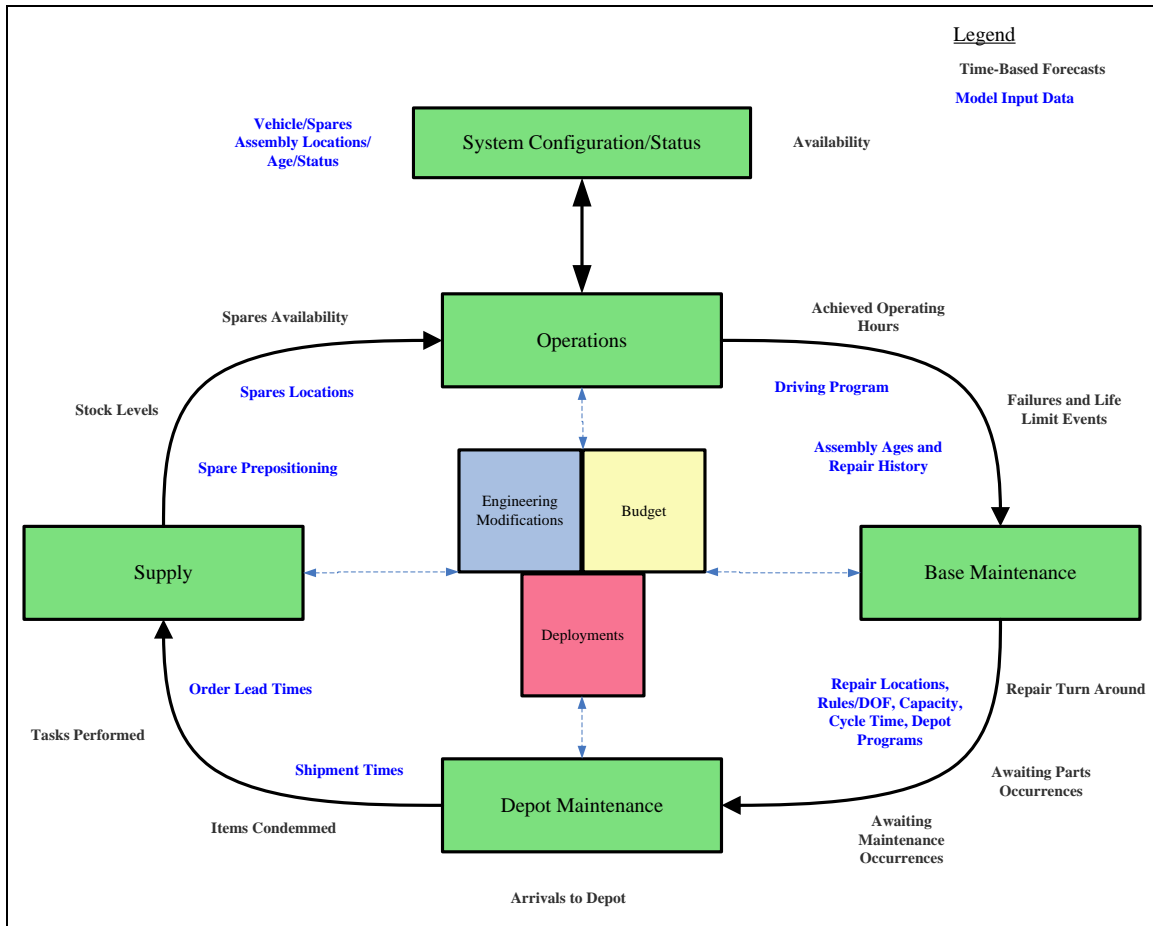 Legend
Time-Based Forecasts
Model Input Data
Vehicle/Spares
Assembly Locations/
Age/Status
System Configuration/Status
Availability
Spares Availability
Operations
Achieved Operating
Hours
Stock Levels
Spares Locations
Driving Program
Failures and Life
Limit Events
Spare Prepositioning
Assembly Ages and
Repair History
Engineering
Modifications
Budget
Supply
Base Maintenance
Deployments
Order Lead Times
Repair Locations,
Rules/DOF, Capacity,
Cycle Time, Depot
Programs
Repair Turn Around
Tasks Performed
Shipment Times
Depot Maintenance
Awaiting Parts
Occurrences
Items Condemmed
Awaiting
Maintenance
Occurrences
Arrivals to Depot